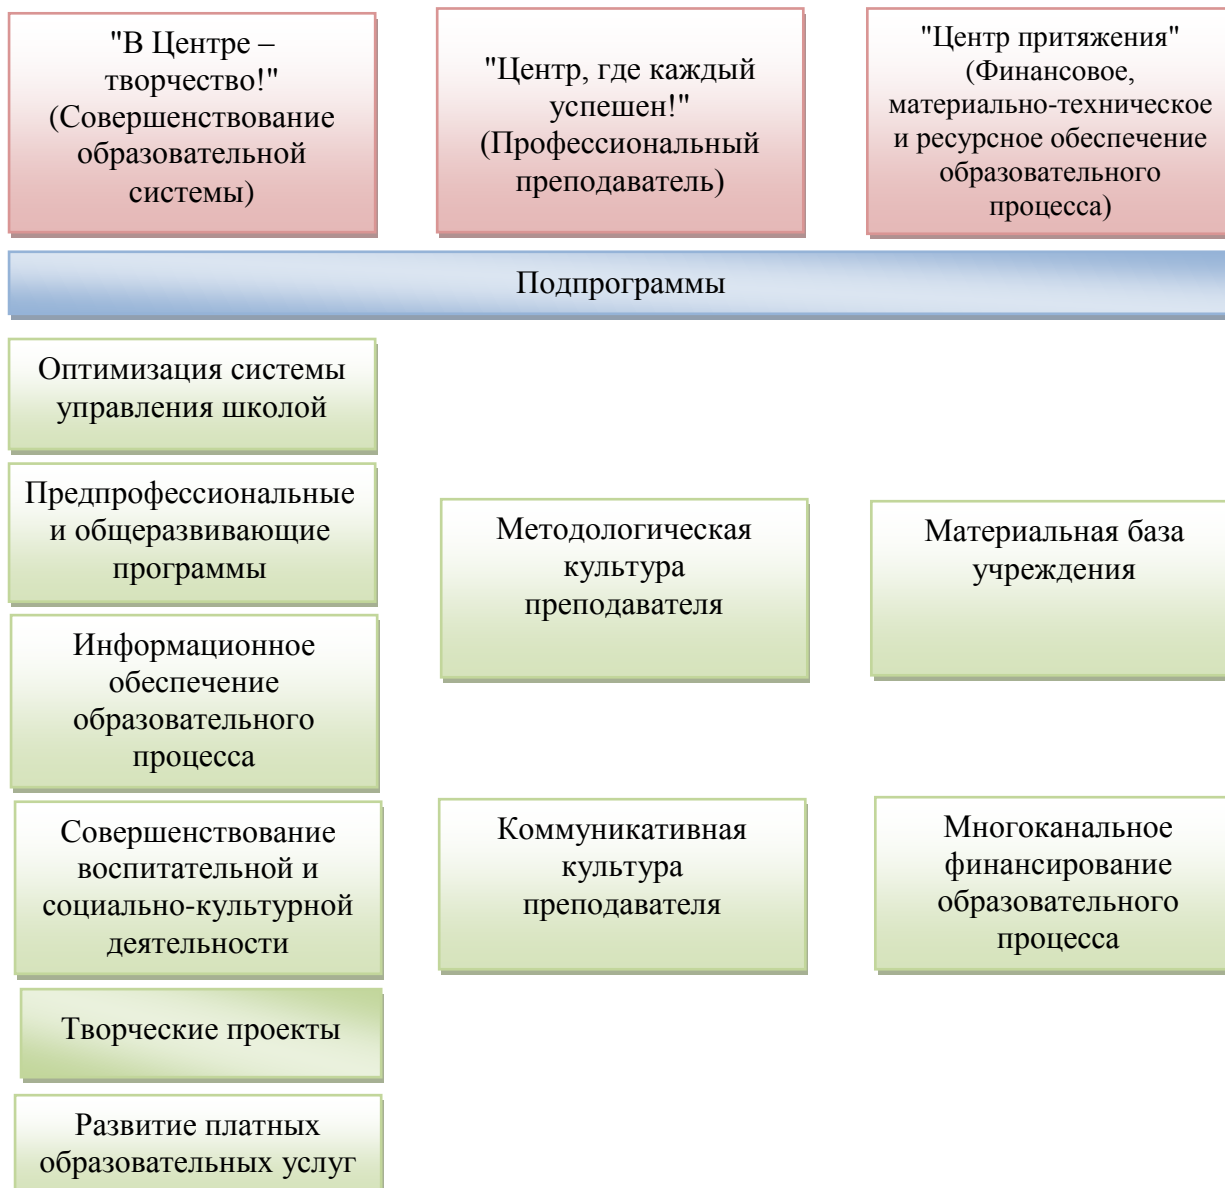 "В Центре –
творчество!"
(Совершенствование
образовательной
системы)
"Центр, где каждый
успешен!"
(Профессиональный
преподаватель)
"Центр притяжения"
(Финансовое,
материально-техническое
и ресурсное обеспечение
образовательного
процесса)
Подпрограммы
Оптимизация системы
управления школой
Предпрофессиональные
и общеразвивающие
программы
Информационное
обеспечение
образовательного
процесса
Совершенствование
воспитательной и
социально-культурной
деятельности
Творческие проекты
Развитие платных
образовательных услуг
Методологическая
культура
преподавателя
Коммуникативная
культура
преподавателя
Материальная база
учреждения
Многоканальное
финансирование
образовательного
процесса